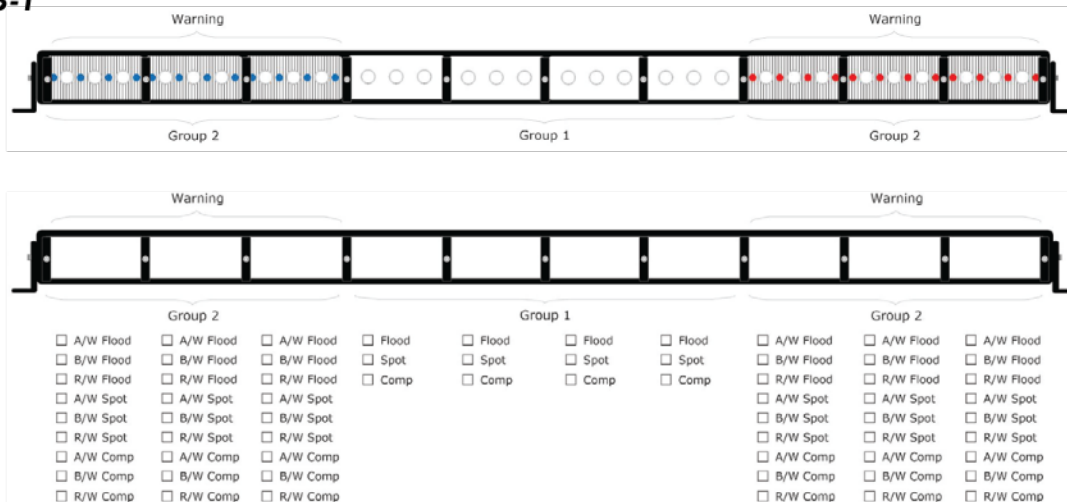 Warning Warning
Group 2 Group 1 Group 2
Warning Warning
Group 2 Group 1 Group 2
A/W Flood A/W Flood A/W Flood Flood Flood Flood Flood A/W Flood A/W Flood A/W Flood
B/W Flood B/W Flood B/W Flood Spot Spot Spot Spot B/W Flood B/W Flood B/W Flood
R/W Flood R/W Flood R/W Flood Comp Comp Comp Comp R/W Flood R/W Flood R/W Flood
A/W Spot A/W Spot A/W Spot A/W Spot A/W Spot A/W Spot
B/W Spot B/W Spot B/W Spot B/W Spot B/W Spot B/W Spot
R/W Spot R/W Spot R/W Spot R/W Spot R/W Spot R/W Spot
A/W Comp A/W Comp A/W Comp A/W Comp A/W Comp A/W Comp
B/W Comp B/W Comp B/W Comp B/W Comp B/W Comp B/W Comp
R/W Comp R/W Comp R/W Comp R/W Comp R/W Comp R/W Comp